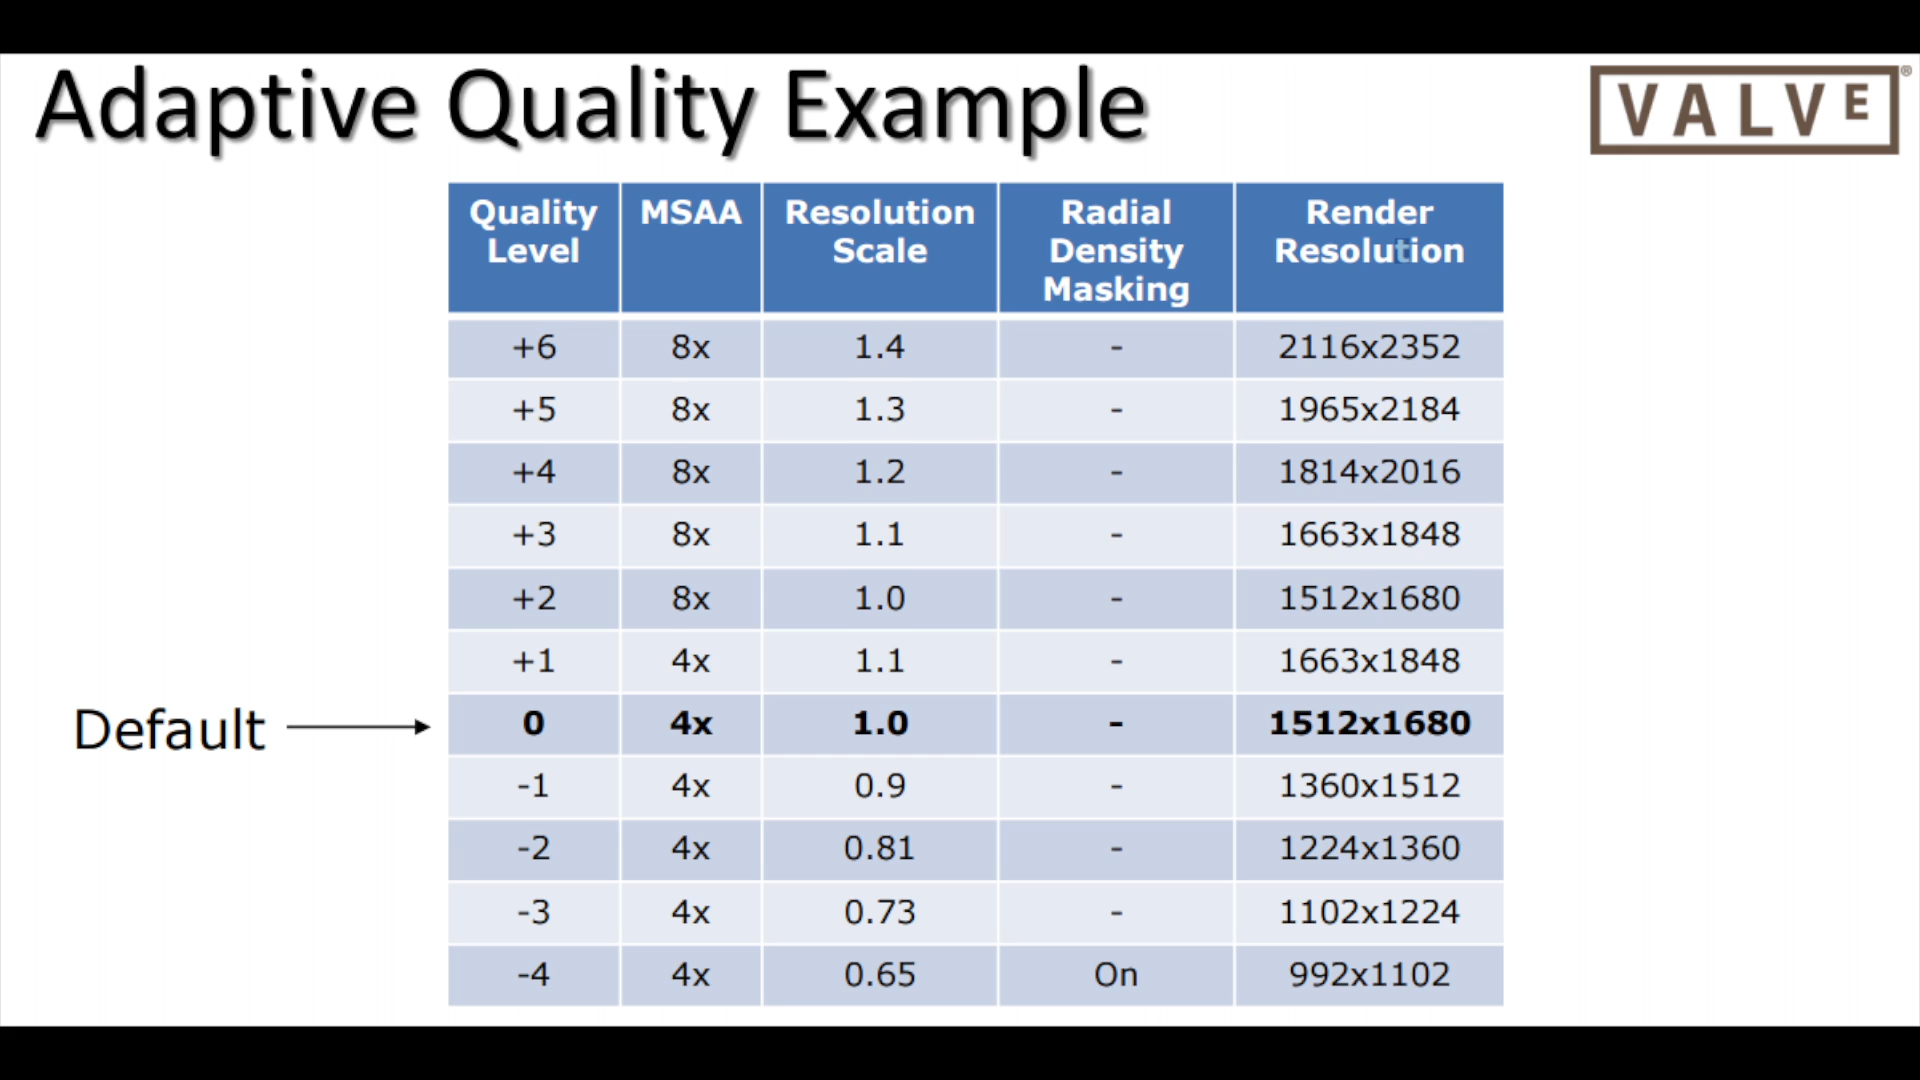 Adaptive Quality Example
VALVE®
Quality Level MSAA Resolution Scale Radial Density Masking Render Resolution
+6 8x 1.4 - 2116x2352
+5 8x 1.3 - 1965x2184
+4 8x 1.2 - 1814x2016
+3 8x 1.1 - 1663x1848
+2 8x 1.0 - 1512x1680
+1 4x 1.1 - 1663x1848
Default 0 4x 1.0 - 1512x1680
-1 4x 0.9 - 1360x1512
-2 4x 0.81 - 1224x1360
-3 4x 0.73 - 1102x1224
-4 4x 0.65 On 992x1102